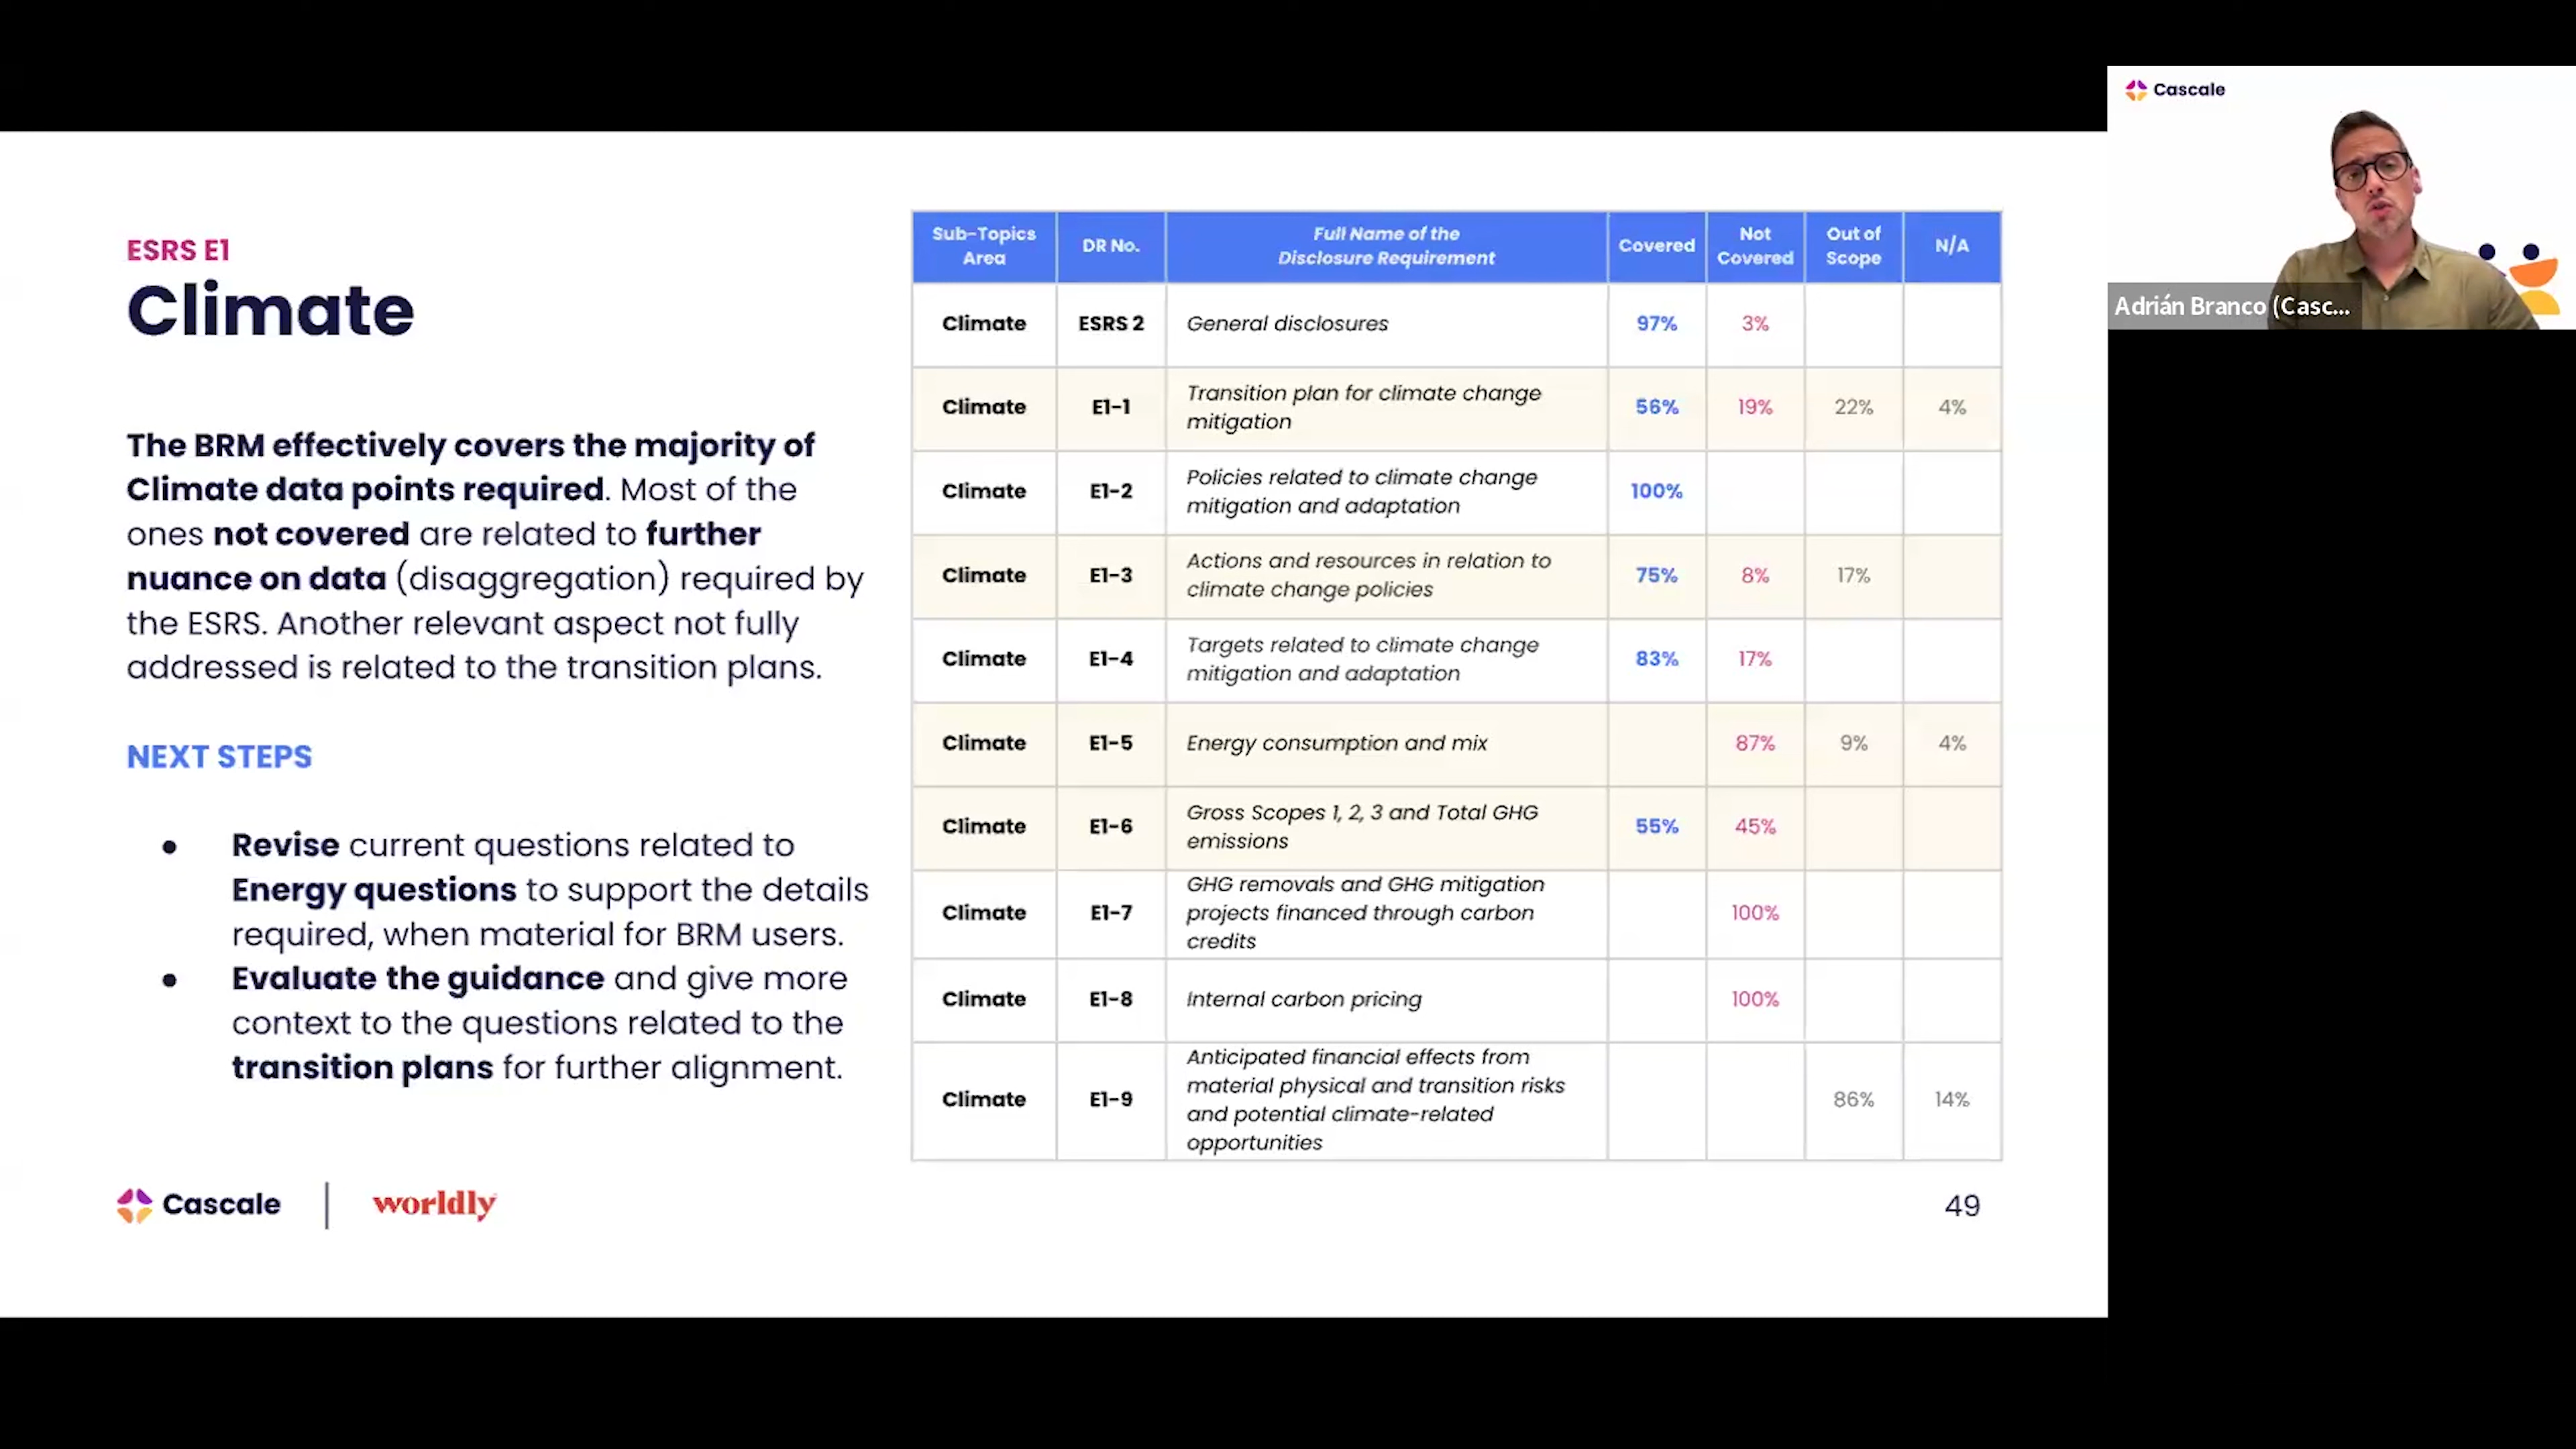 Cascale
Adrián Branco (Casc...
ESRS E1
Climate
The BRM effectively covers the majority of
Climate data points required. Most of the
ones not covered are related to further
nuance on data (disaggregation) required by
the ESRS. Another relevant aspect not fully
addressed is related to the transition plans.
NEXT STEPS
● Revise current questions related to
Energy questions to support the details
required, when material for BRM users.
● Evaluate the guidance and give more
context to the questions related to the
transition plans for further alignment.
Sub-Topics Area DR No. Full Name of the Disclosure Requirement Covered Not Covered Out of Scope N/A
Climate ESRS 2 General disclosures 97% 3%
Climate E1-1 Transition plan for climate change mitigation 56% 19% 22% 4%
Climate E1-2 Policies related to climate change mitigation and adaptation 100%
Climate E1-3 Actions and resources in relation to climate change policies 75% 8% 17%
Climate E1-4 Targets related to climate change mitigation and adaptation 83% 17%
Climate E1-5 Energy consumption and mix 87% 9% 4%
Climate E1-6 Gross Scopes 1, 2, 3 and Total GHG emissions 55% 45%
Climate E1-7 GHG removals and GHG mitigation projects financed through carbon credits 100%
Climate E1-8 Internal carbon pricing 100%
Climate E1-9 Anticipated financial effects from material physical and transition risks and potential climate-related opportunities 86% 14%
Cascale | worldly
49